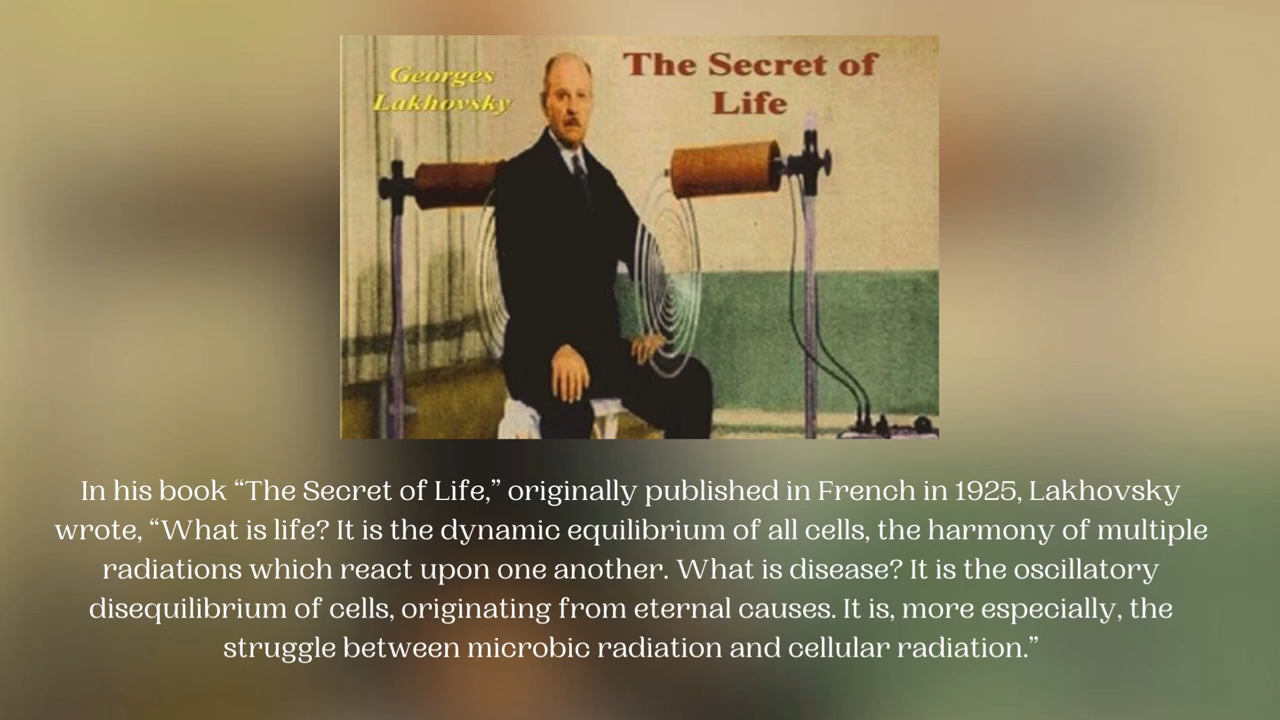 Georges
Lakhovsky
The Secret of
Life
In his book “The Secret of Life,” originally published in French in 1925, Lakhovsky
wrote, “What is life? It is the dynamic equilibrium of all cells, the harmony of multiple
radiations which react upon one another. What is disease? It is the oscillatory
disequilibrium of cells, originating from eternal causes. It is, more especially, the
struggle between microbic radiation and cellular radiation.”